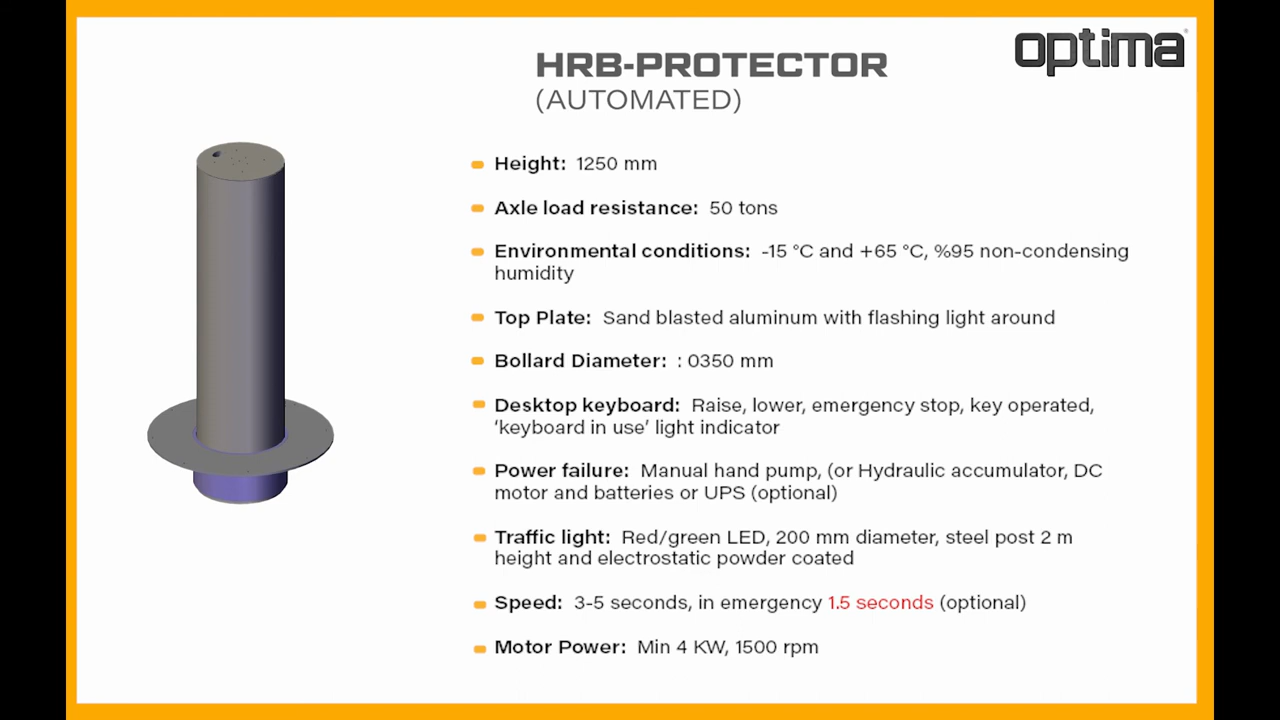 optima
HRB-PROTECTOR
(AUTOMATED)
Height: 1250 mm
Axle load resistance: 50 tons
Environmental conditions: -15 °C and +65 °C, %95 non-condensing
humidity
Top Plate: Sand blasted aluminum with flashing light around
Bollard Diameter: : 0350 mm
Desktop keyboard: Raise, lower, emergency stop, key operated,
‘keyboard in use’ light indicator
Power failure: Manual hand pump, (or Hydraulic accumulator, DC
motor and batteries or UPS (optional)
Traffic light: Red/green LED, 200 mm diameter, steel post 2 m
height and electrostatic powder coated
Speed: 3-5 seconds, in emergency 1.5 seconds (optional)
Motor Power: Min 4 KW, 1500 rpm